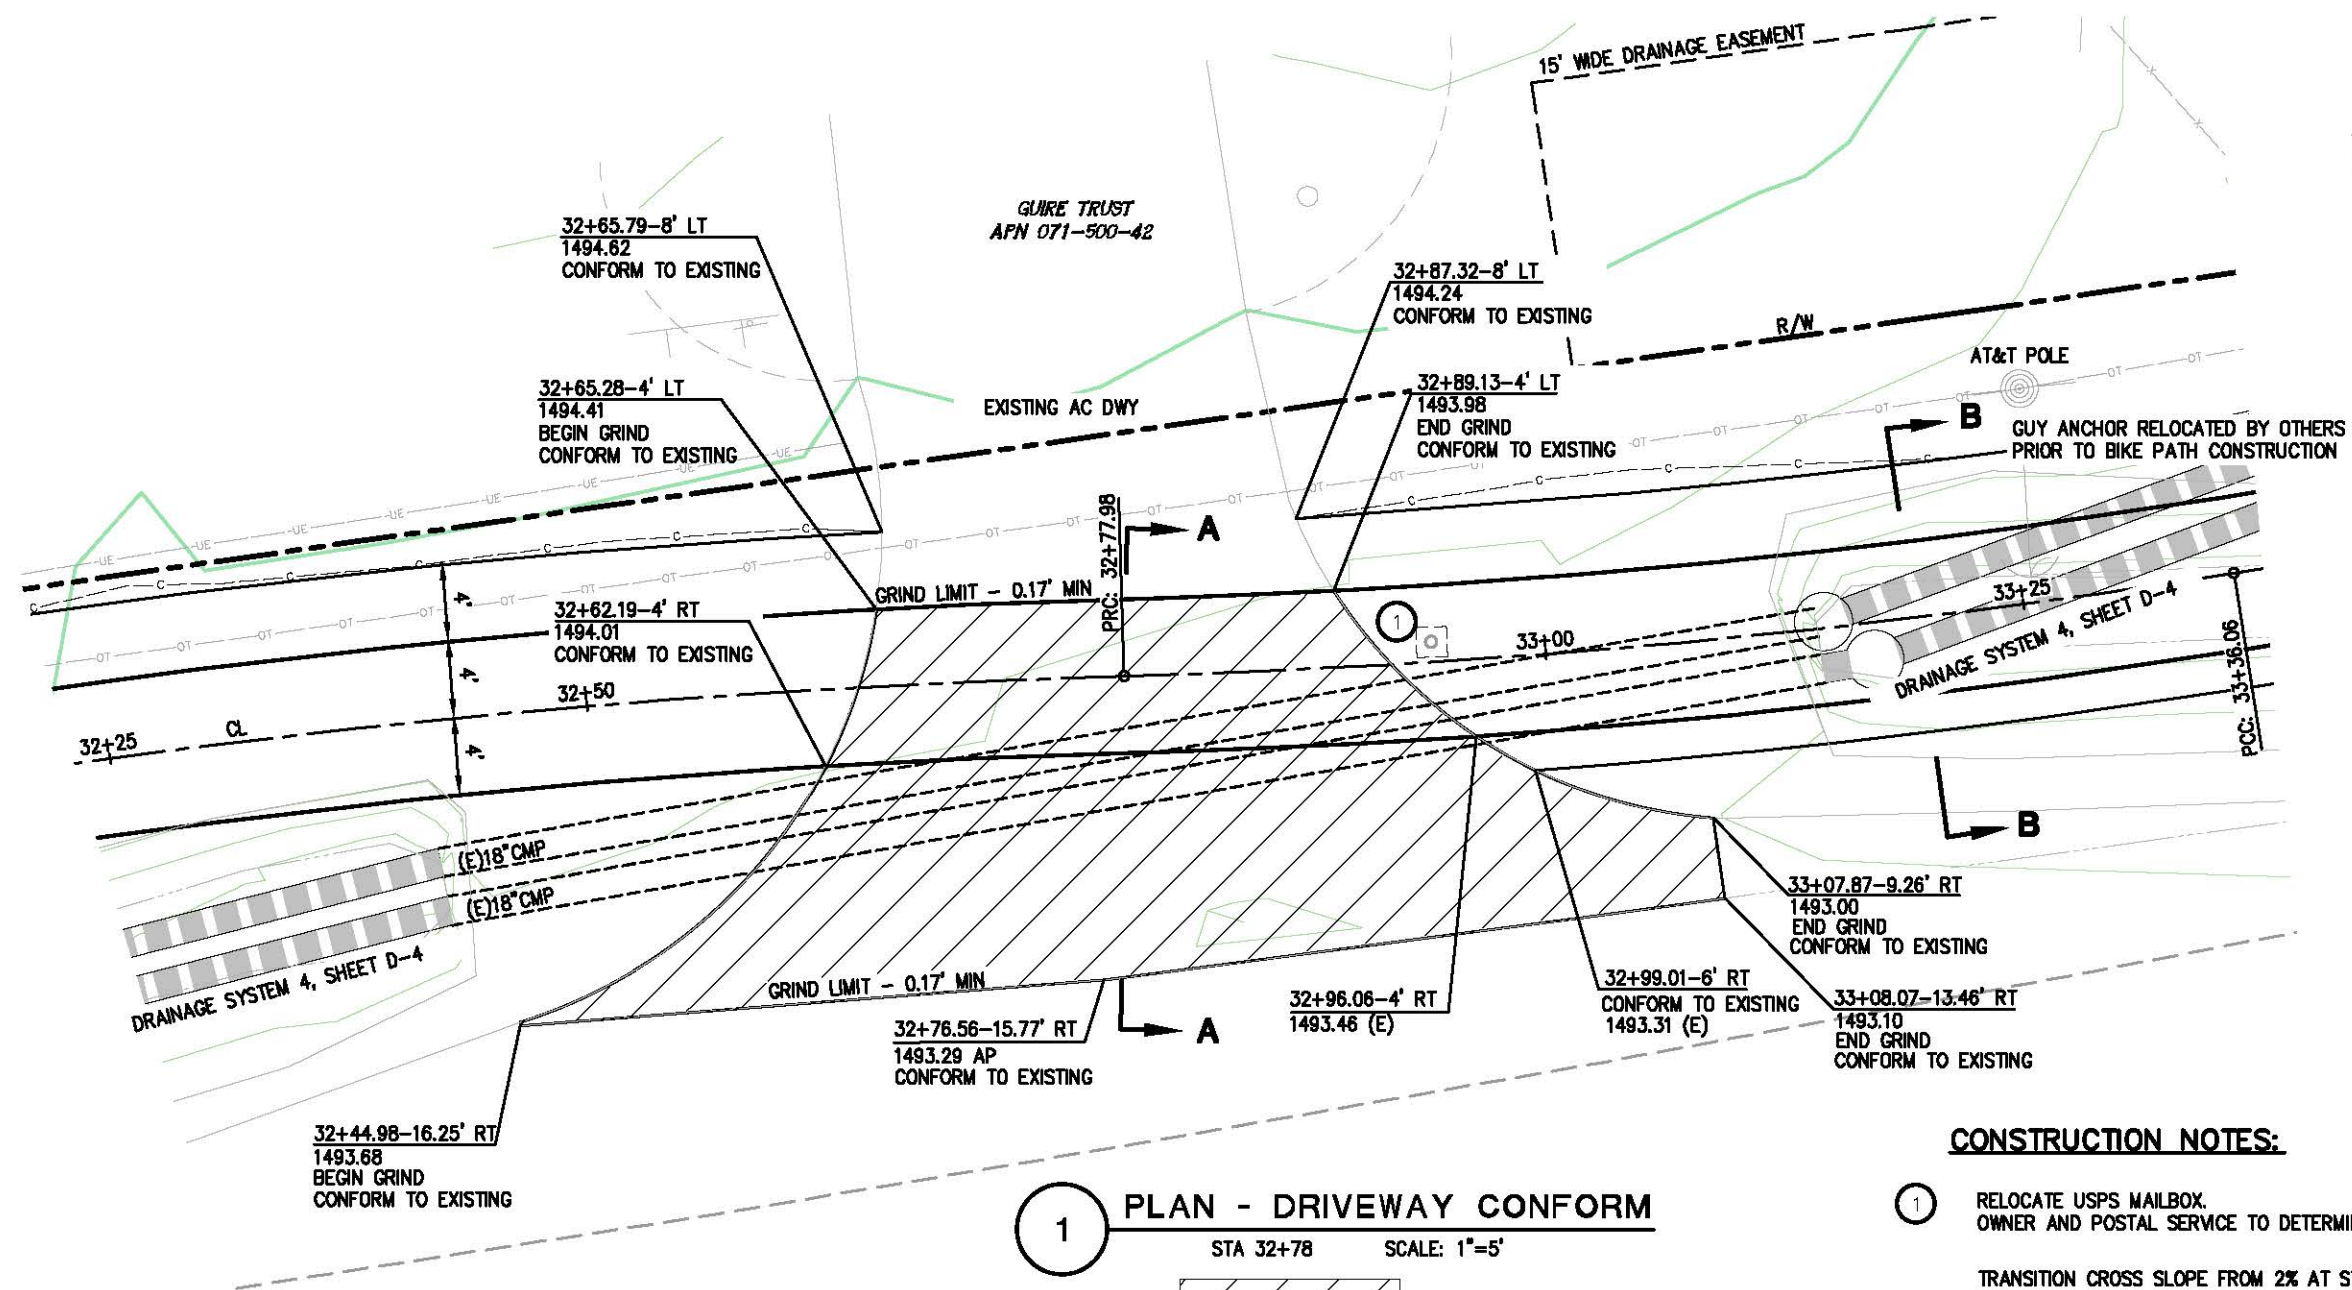 15' WIDE DRAINAGE EASEMENT
GUIRE TRUST
APN 071-500-42
32+65.79-8' LT
1494.62
CONFORM TO EXISTING
32+87.32-8' LT
1494.24
CONFORM TO EXISTING
R/W
AT&T POLE
32+65.28-4' LT
1494.41
BEGIN GRIND
CONFORM TO EXISTING
EXISTING AC DWY
32+89.13-4' LT
1493.98
END GRIND
CONFORM TO EXISTING
B
GUY ANCHOR RELOCATED BY OTHERS
PRIOR TO BIKE PATH CONSTRUCTION
PRC: 32+77.98
A
GRIND LIMIT - 0.17' MIN
32+62.19-4' RT
1494.01
CONFORM TO EXISTING
4'
4'
4'
1
33+00
33+25
DRAINAGE SYSTEM 4, SHEET D-4
PCC: 33+36.06
32+25
CL
32+50
(E)18"CMP
(E)18"CMP
DRAINAGE SYSTEM 4, SHEET D-4
B
33+07.87-9.26' RT
1493.00
END GRIND
CONFORM TO EXISTING
GRIND LIMIT - 0.17' MIN
32+76.56-15.77' RT
1493.29 AP
CONFORM TO EXISTING
A
32+96.06-4' RT
1493.46 (E)
32+99.01-6' RT
CONFORM TO EXISTING
1493.31 (E)
33+08.07-13.46' RT
1493.10
END GRIND
CONFORM TO EXISTING
32+44.98-16.25' RT
1493.68
BEGIN GRIND
CONFORM TO EXISTING
1
PLAN - DRIVEWAY CONFORM
STA 32+78 SCALE: 1"=5'
CONSTRUCTION NOTES:
1
RELOCATE USPS MAILBOX.
OWNER AND POSTAL SERVICE TO
TRANSITION CROSS SLOPE FROM 2% AT